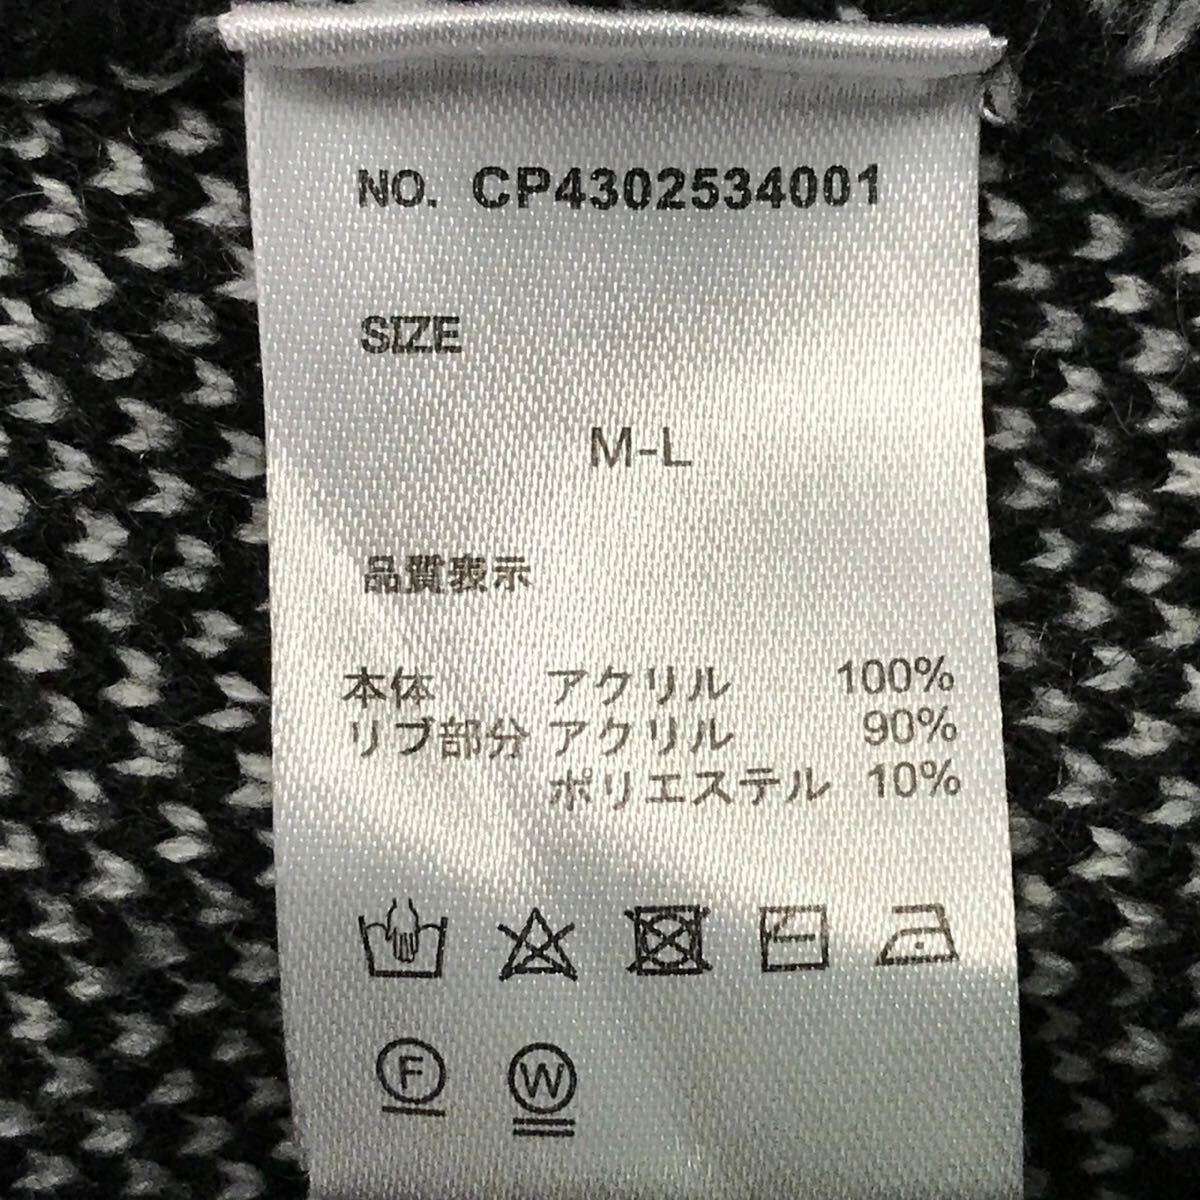 NO. CP4302534001
SIZE
M-L
品質表示
本体 アクリル 100%
リブ部分 アクリル 90%
ポリエステル 10%
F W